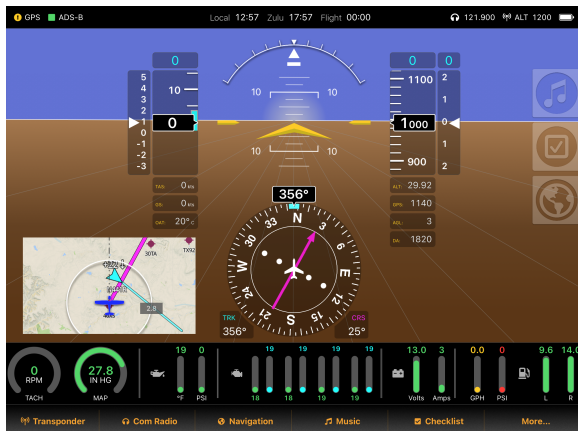 GPS ADS-B Local 12:57 Zulu 17:57 Flight 00:00 121.900 ALT 1200
0 0 0
5 4 3 2 1 0 -1 -2 -3
10 0
1100 1000 900
2 1 0 1 2
10 10
10 10
TAS: 0 kts
GS: 0 kts
OAT: 20° C
ALT: 29.92
GPS: 1140
AGL: 3
DA: 1820
356°
N 3 6 E 12 15 S 21 24 W 30 33
TRK 356°
CRS 25°
30TA TX92
2.8
0 RPM TACH
27.8 IN HG MAP
19 0
°F PSI
19 19 19 19
18 18 19 19
13.0 3
Volts Amps
0.0 0
GPH PSI
9.6 14.0
L R
Transponder Com Radio Navigation Music Checklist More...